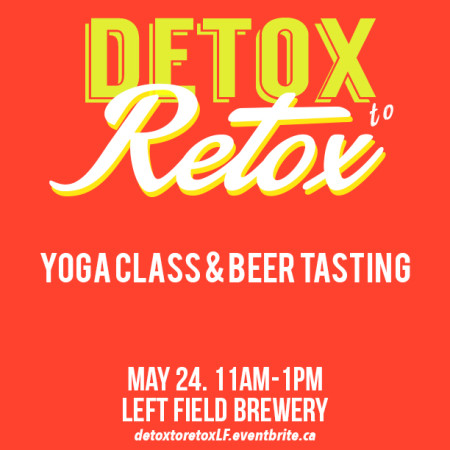 DETOX
to
Retox
YOGA CLASS & BEER TASTING
MAY 24. 11AM-1PM
LEFT FIELD BREWERY
detoxtoretoxLF.eventbrite.ca